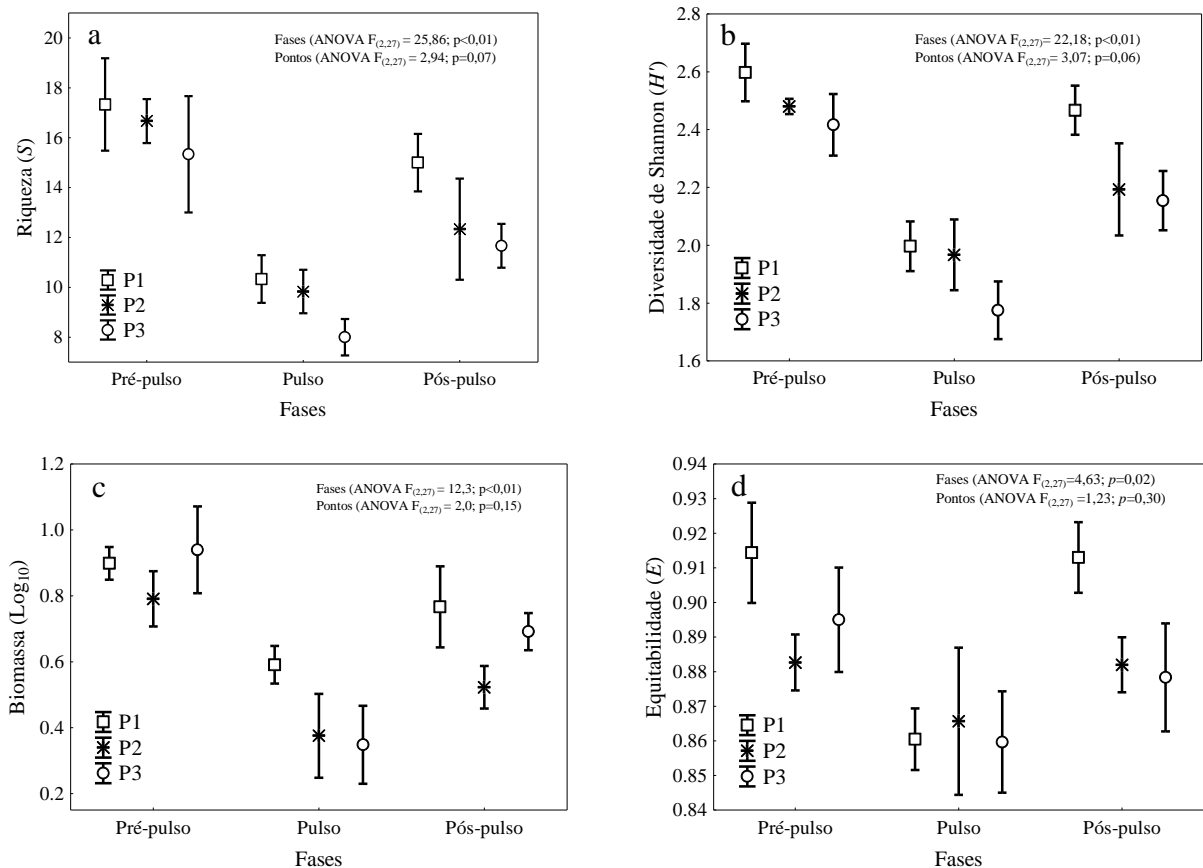 a
Fases (ANOVA F(2,27) = 25,86; p<0,01)
Pontos (ANOVA F(2,27) = 2,94; p=0,07)
20
18
16
14
12
10
8
Riqueza (S)
P1
P2
P3
Pré-pulso
Pulso
Pós-pulso
Fases
b
Fases (ANOVA F(2,27)= 22,18; p<0,01)
Pontos (ANOVA F(2,27)= 3,07; p=0,06)
2.8
2.6
2.4
2.2
2.0
1.8
1.6
Diversidade de Shannon (H')
P1
P2
P3
Pré-pulso
Pulso
Pós-pulso
Fases
c
Fases (ANOVA F(2,27) = 12,3; p<0,01)
Pontos (ANOVA F(2,27) = 2,0; p=0,15)
1.2
1.0
0.8
0.6
0.4
0.2
Biomassa (Log10)
P1
P2
P3
Pré-pulso
Pulso
Pós-pulso
Fases
d
Fases (ANOVA F(2,27)=4,63; p=0,02)
Pontos (ANOVA F(2,27) =1,23; p=0,30)
0.94
0.93
0.92
0.91
0.90
0.89
0.88
0.87
0.86
0.85
0.84
Equitabilidade (E)
P1
P2
P3
Pré-pulso
Pulso
Pós-pulso
Fases